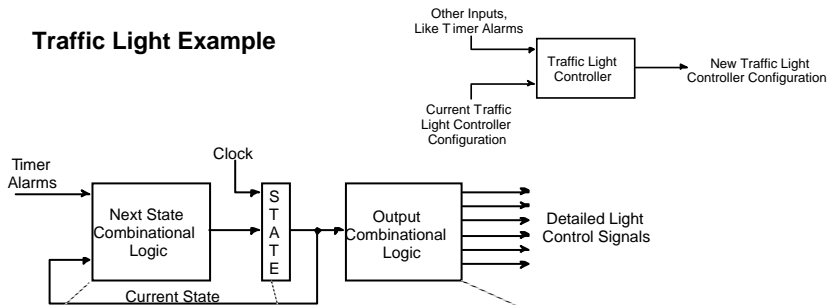 Traffic Light Example
Other Inputs,
Like Timer Alarms
Traffic Light
Controller
New Traffic Light
Controller Configuration
Current Traffic
Light Controller
Configuration
Timer
Alarms
Clock
Next State
Combinational
Logic
S
T
A
T
E
Output
Combinational
Logic
Detailed Light
Control Signals
Current State